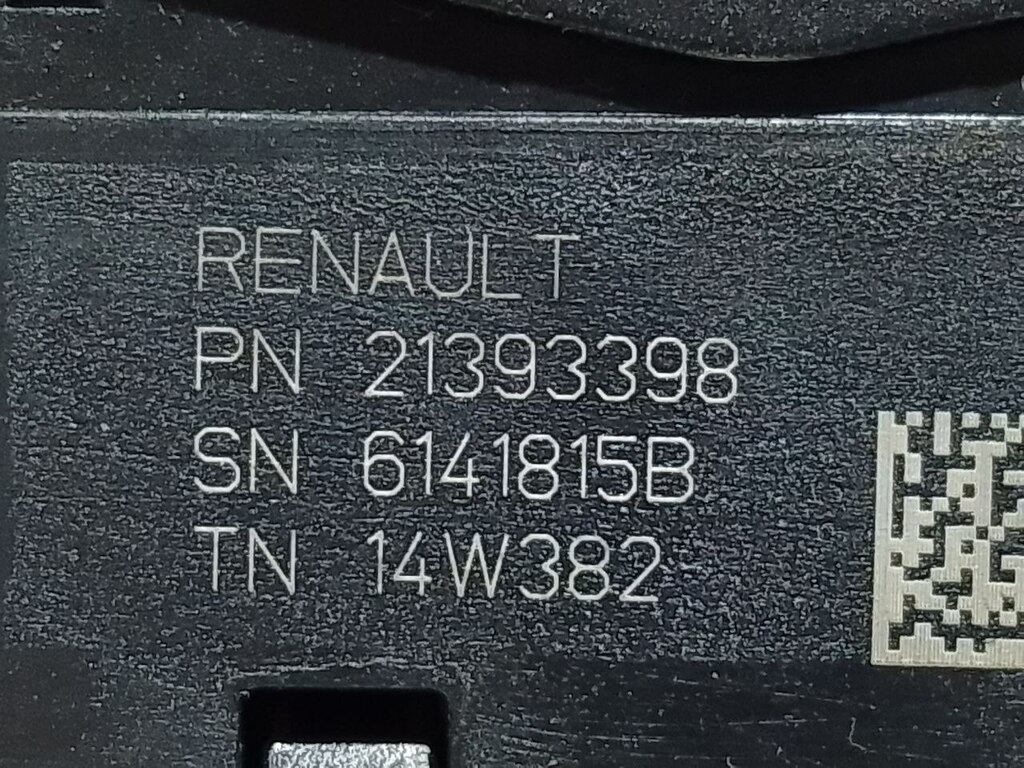 RENAULT
PN 21393398
SN 6141815B
TN 14W382